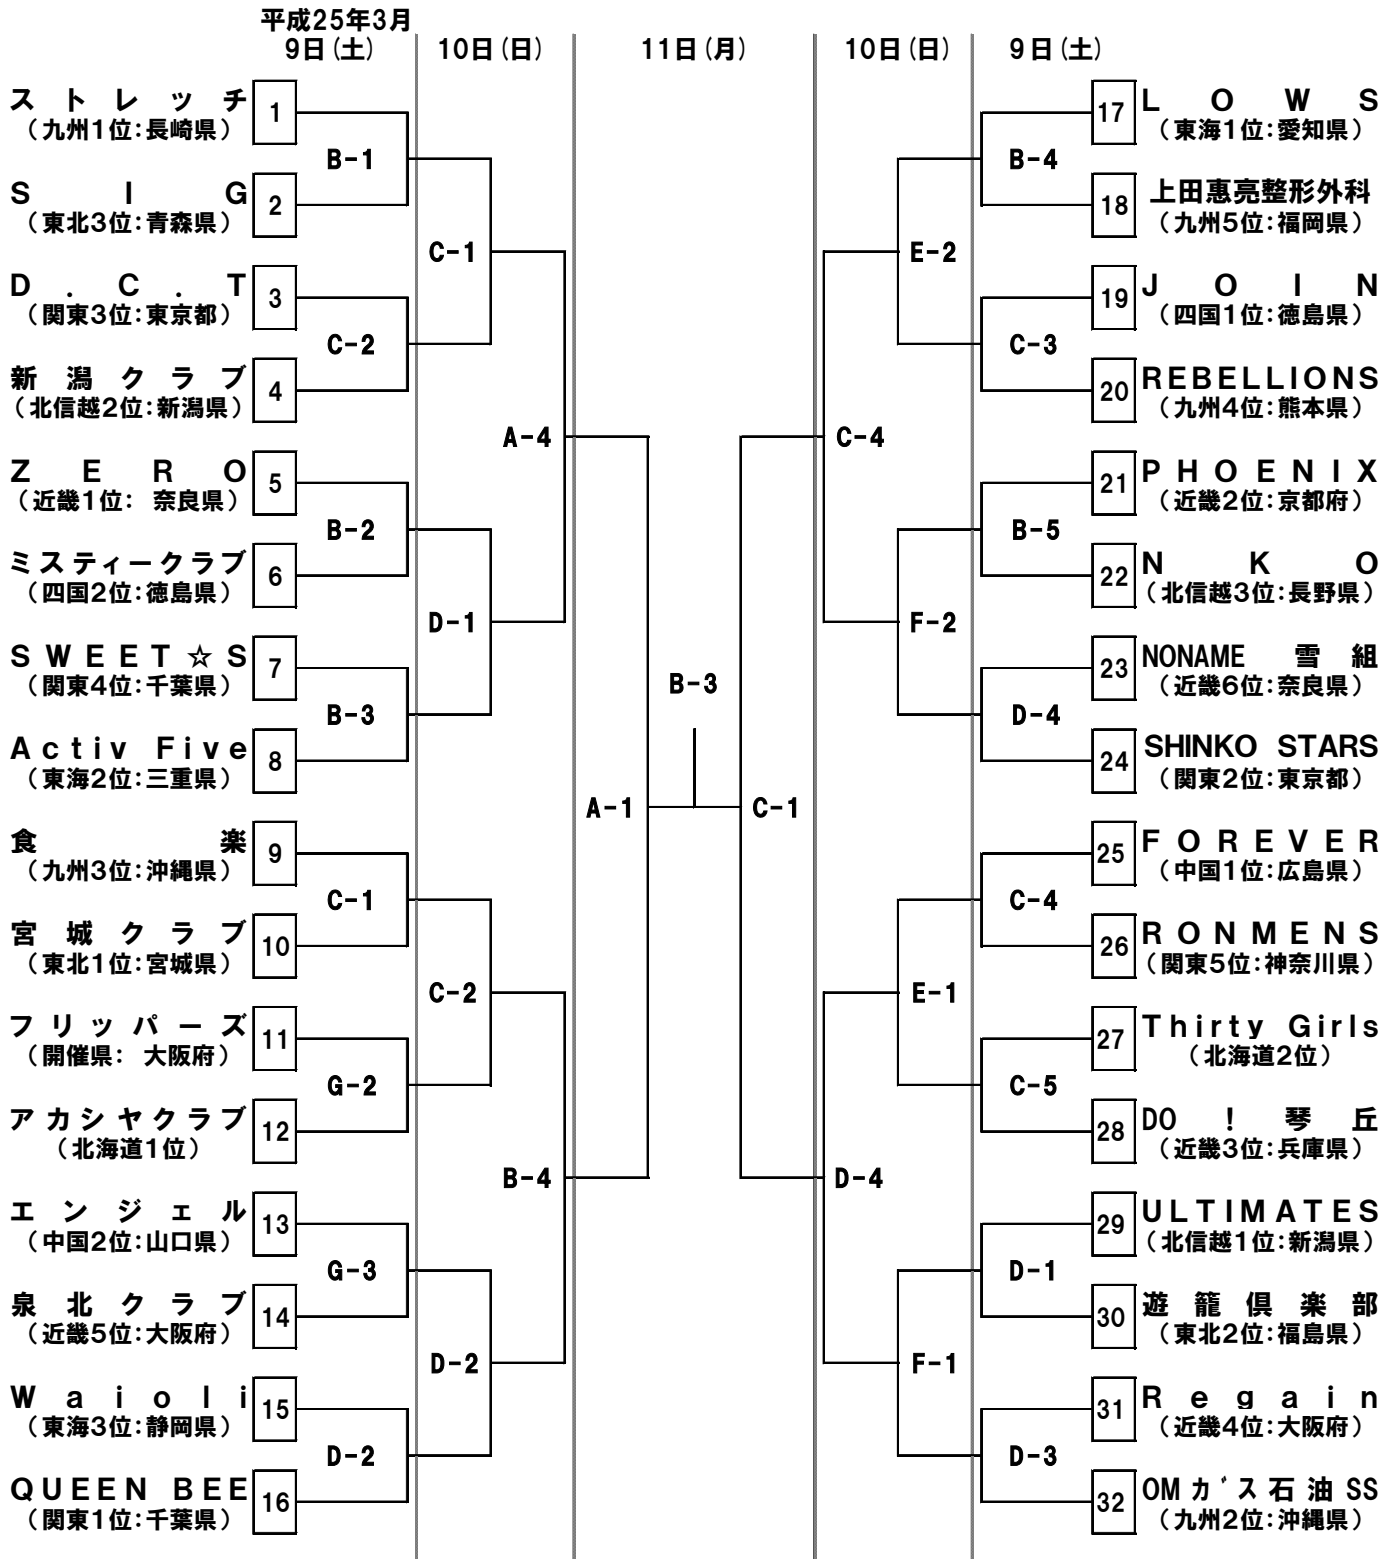 平成25年3月
9日(土)
10日(日)
11日(月)
10日(日)
9日(土)
ストレッチ
(九州1位:長崎県)
1
B-1
SIG
(東北3位:青森県)
2
C-1
D.C.T
(関東3位:東京都)
3
C-2
新潟クラブ
(北信越2位:新潟県)
4
A-4
ZERO
(近畿1位: 奈良県)
5
B-2
ミスティークラブ
(四国2位:徳島県)
6
D-1
SWEET☆S
(関東4位:千葉県)
7
B-3
Activ Five
(東海2位:三重県)
8
A-1
食楽
(九州3位:沖縄県)
9
C-1
宮城クラブ
(東北1位:宮城県)
10
C-2
フリッパーズ
(開催県: 大阪府)
11
G-2
アカシヤクラブ
(北海道1位)
12
B-4
エンジェル
(中国2位:山口県)
13
G-3
泉北クラブ
(近畿5位:大阪府)
14
D-2
Waioli
(東海3位:静岡県)
15
D-2
QUEEN BEE
(関東1位:千葉県)
16
B-3
C-1
17
LOWS
(東海1位:愛知県)
B-4
18
上田惠亮整形外科
(九州5位:福岡県)
E-2
19
JOIN
(四国1位:徳島県)
C-3
20
REBELLIONS
(九州4位:熊本県)
C-4
21
PHOENIX
(近畿2位:京都府)
B-5
22
NKO
(北信越3位:長野県)
F-2
23
NONAME 雪組
(近畿6位:奈良県)
D-4
24
SHINKO STARS
(関東2位:東京都)
25
FOREVER
(中国1位:広島県)
C-4
26
RONMENS
(関東5位:神奈川県)
E-1
27
Thirty Girls
(北海道2位)
C-5
28
DO!琴丘
(近畿3位:兵庫県)
D-4
29
ULTIMATES
(北信越1位:新潟県)
D-1
30
遊籠倶楽部
(東北2位:福島県)
F-1
31
Regain
(近畿4位:大阪府)
D-3
32
OMガス石油SS
(九州2位:沖縄県)